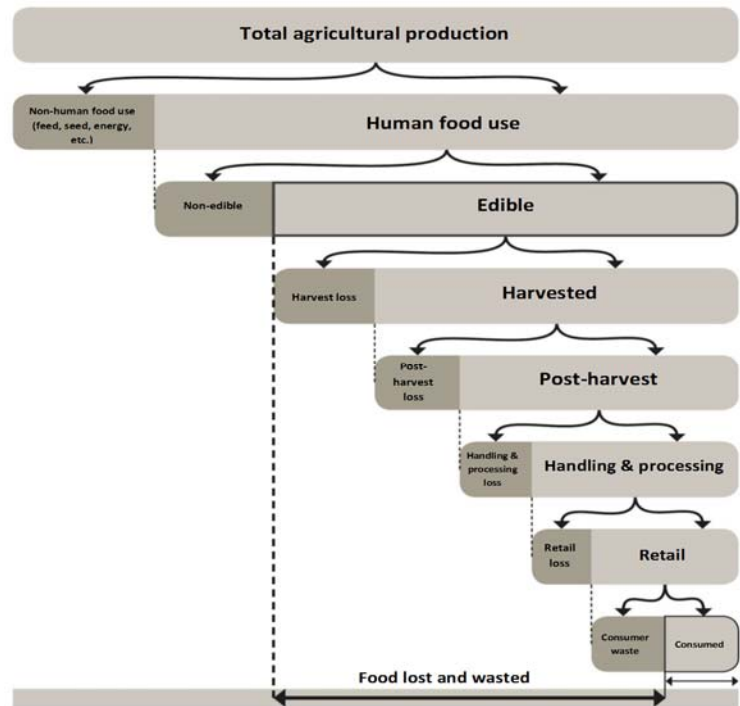 Total agricultural production
Non-human food use
(feed, seed, energy,
etc.)
Human food use
Non-edible
Edible
Harvest loss
Harvested
Post-
harvest
loss
Post-harvest
Handling &
processing
loss
Handling & processing
Retail
loss
Retail
Consumer
waste
Consumed
Food lost and wasted